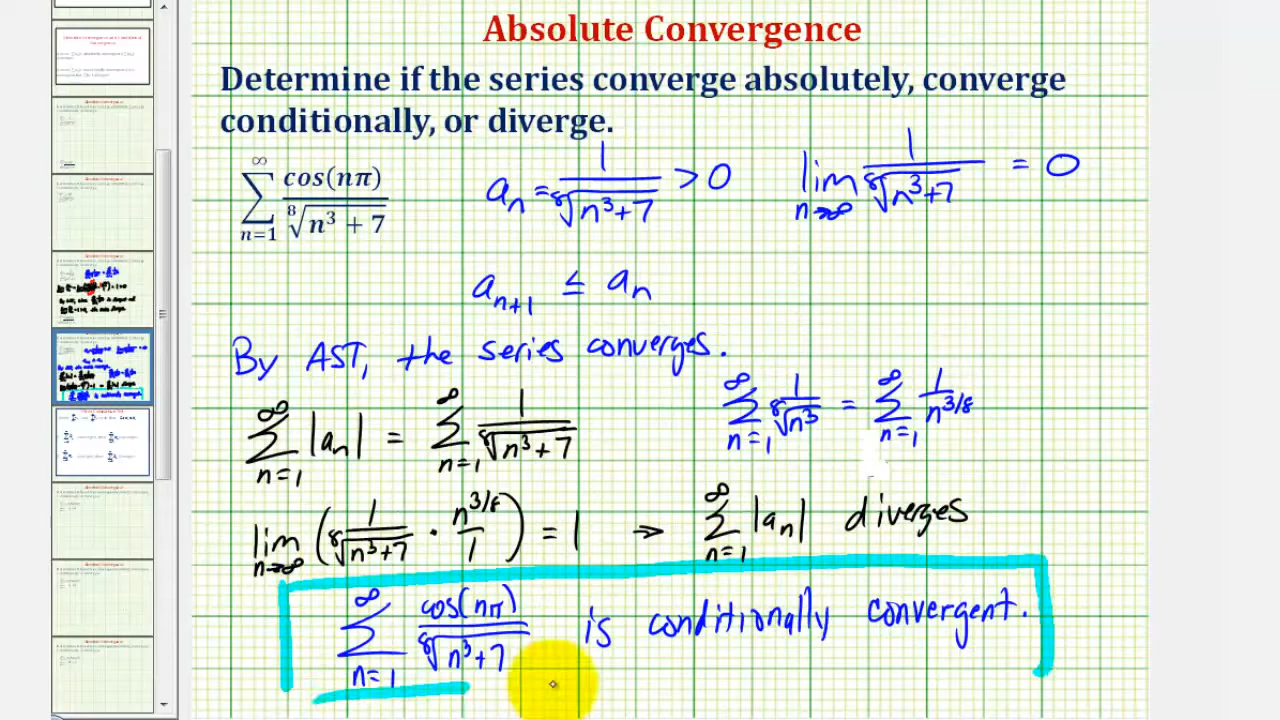 Absolute Convergence
Determine if the series converge absolutely, converge
conditionally, or diverge.
∑_{n=1}^{∞} cos(nπ) / ⁸√(n³ + 7)
a_n = 1 / ⁸√(n³+7) > 0
lim_{n→∞} 1 / ⁸√(n³+7) = 0
a_{n+1} ≤ a_n
By AST, the series converges.
∑_{n=1}^{∞} |a_n| = ∑_{n=1}^{∞} 1 / ⁸√(n³+7)
∑_{n=1}^{∞} 1 / ⁸√(n³) = ∑_{n=1}^{∞} 1 / n^{3/8}
lim_{n→∞} ( 1 / ⁸√(n³+7) · n^{3/8} / 1 ) = 1 ⇒ ∑_{n=1}^{∞} |a_n| diverges
∑_{n=1}^{∞} cos(nπ) / ⁸√(n³+7) is conditionally convergent.